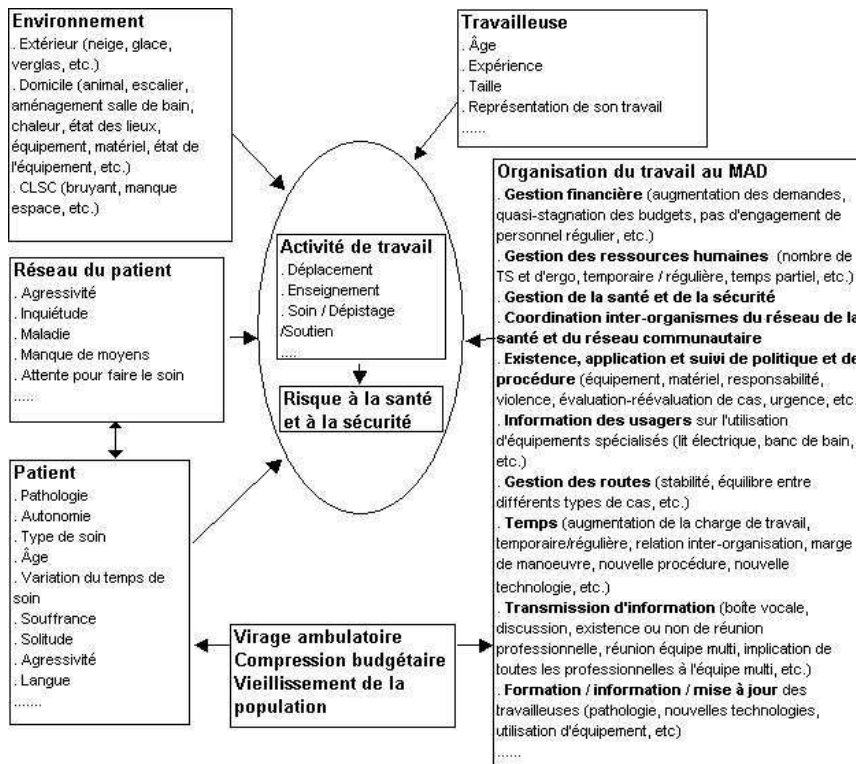 Environnement
. Extérieur (neige, glace,
verglas, etc.)
. Domicile (animal, escalier,
aménagement salle de bain,
chaleur, état des lieux,
équipement, matériel, état de
l'équipement, etc.)
. CLSC (bruyant, manque
espace, etc.)
Travailleuse
. Âge
. Expérience
. Taille
. Représentation de son travail
......
Réseau du patient
. Agressivité
. Inquiétude
. Maladie
. Manque de moyens
. Attente pour faire le soin
.....
Activité de travail
. Déplacement
. Enseignement
. Soin / Dépistage
/Soutien
....
Risque à la santé
et à la sécurité
Organisation du travail au MAD
. Gestion financière (augmentation des demandes,
quasi-stagnation des budgets, pas d'engagement de
personnel régulier, etc.)
. Gestion des ressources humaines (nombre de
TS et d'ergo, temporaire / régulière, temps partiel, etc.)
. Gestion de la santé et de la sécurité
. Coordination inter-organismes du réseau de la
santé et du réseau communautaire
. Existence, application et suivi de politique et de
procédure (équipement, matériel, responsabilité,
violence, évaluation-réévaluation de cas, urgence, etc.
. Information des usagers sur l'utilisation
d'équipements spécialisés (lit électrique, banc de bain,
etc.)
. Gestion des routes (stabilité, équilibre entre
différents types de cas, etc.)
. Temps (augmentation de la charge de travail,
temporaire/régulière, relation inter-organisation, marge
de manoeuvre, nouvelle procédure, nouvelle
technologie, etc.)
. Transmission d'information (boîte vocale,
discussion, existence ou non de réunion
professionnelle, réunion équipe multi, implication de
toutes les professionnelles à l'équipe multi, etc.)
. Formation / information / mise à jour des
travailleuses (pathologie, nouvelles technologies,
utilisation d'équipement, etc)
......
Patient
. Pathologie
. Autonomie
. Type de soin
. Âge
. Variation du temps de
soin
. Souffrance
. Solitude
. Agressivité
. Langue
.......
Virage ambulatoire
Compression budgétaire
Vieillissement de la
population